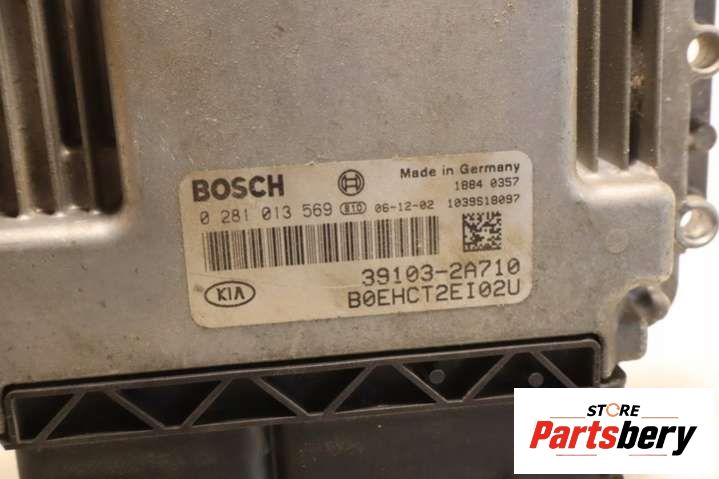 BOSCH
Made in Germany
1884 0357
0 281 013 569 810 06-12-02 1039S18097
39103-2A710
KIA
B0EHCT2EI02U
STORE
Partsbery